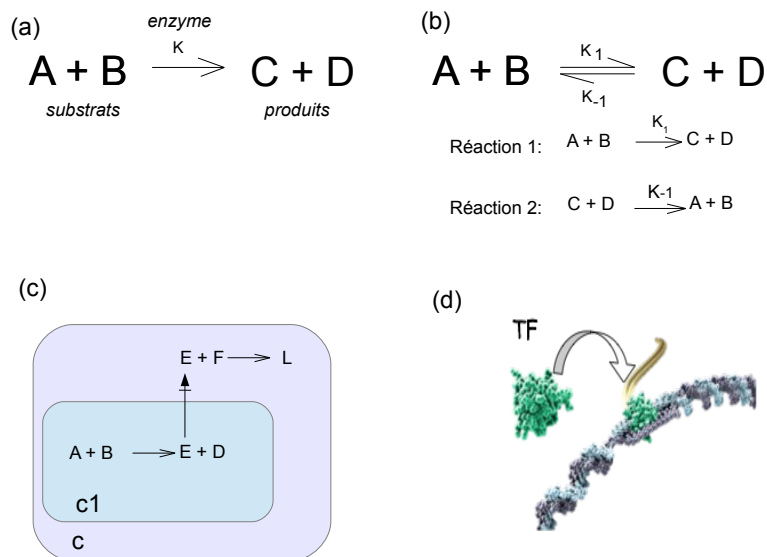 (a)
enzyme
K
A + B → C + D
substrats produits
(b)
K1
A + B ⇌ C + D
K-1
Réaction 1: A + B K1 → C + D
Réaction 2: C + D K-1 → A + B
(c)
E + F → L
A + B → E + D
c1
c
(d)
TF